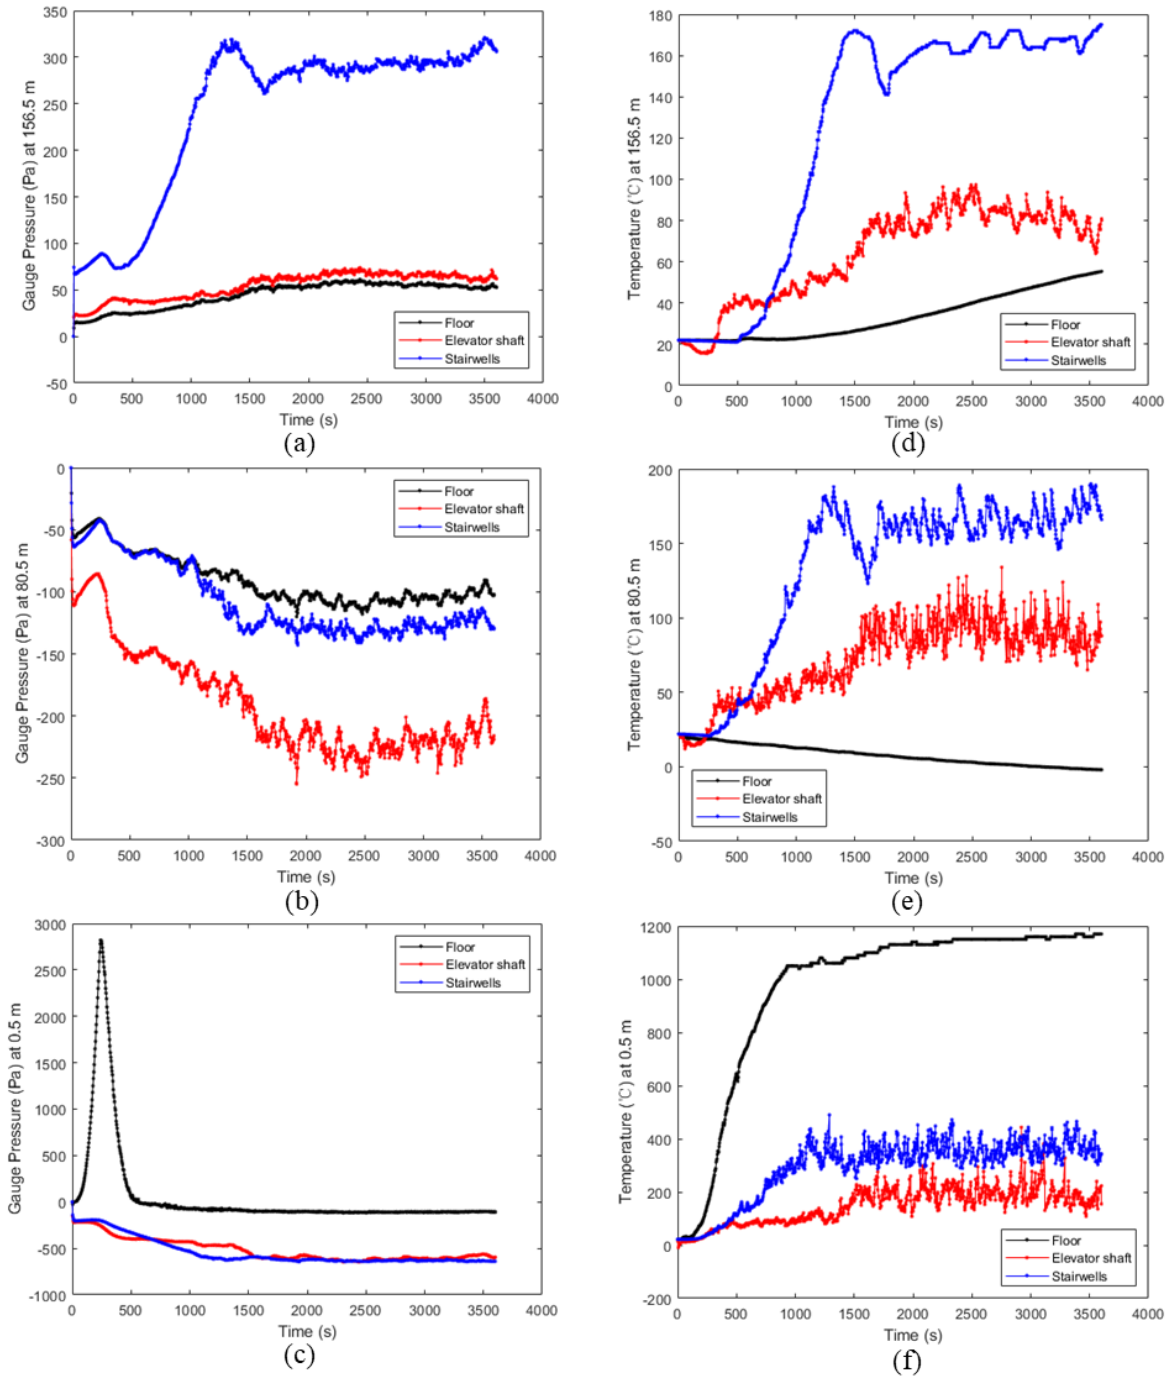 350
300
250
200
150
100
50
0
-50
Gauge Pressure (Pa) at 156.5 m
Floor
Elevator shaft
Stairwells
0 500 1000 1500 2000 2500 3000 3500 4000
Time (s)
(a)
180
160
140
120
100
80
60
40
20
0
Temperature (℃) at 156.5 m
Floor
Elevator shaft
Stairwells
0 500 1000 1500 2000 2500 3000 3500 4000
Time (s)
(d)
0
-50
-100
-150
-200
-250
-300
Gauge Pressure (Pa) at 80.5 m
Floor
Elevator shaft
Stairwells
0 500 1000 1500 2000 2500 3000 3500 4000
Time (s)
(b)
200
150
100
50
0
-50
Temperature (℃) at 80.5 m
Floor
Elevator shaft
Stairwells
0 500 1000 1500 2000 2500 3000 3500 4000
Time (s)
(e)
3000
2500
2000
1500
1000
500
0
-500
-1000
Gauge Pressure (Pa) at 0.5 m
Floor
Elevator shaft
Stairwells
0 500 1000 1500 2000 2500 3000 3500 4000
Time (s)
(c)
1200
1000
800
600
400
200
0
-200
Temperature (℃) at 0.5 m
Floor
Elevator shaft
Stairwells
0 500 1000 1500 2000 2500 3000 3500 4000
Time (s)
(f)